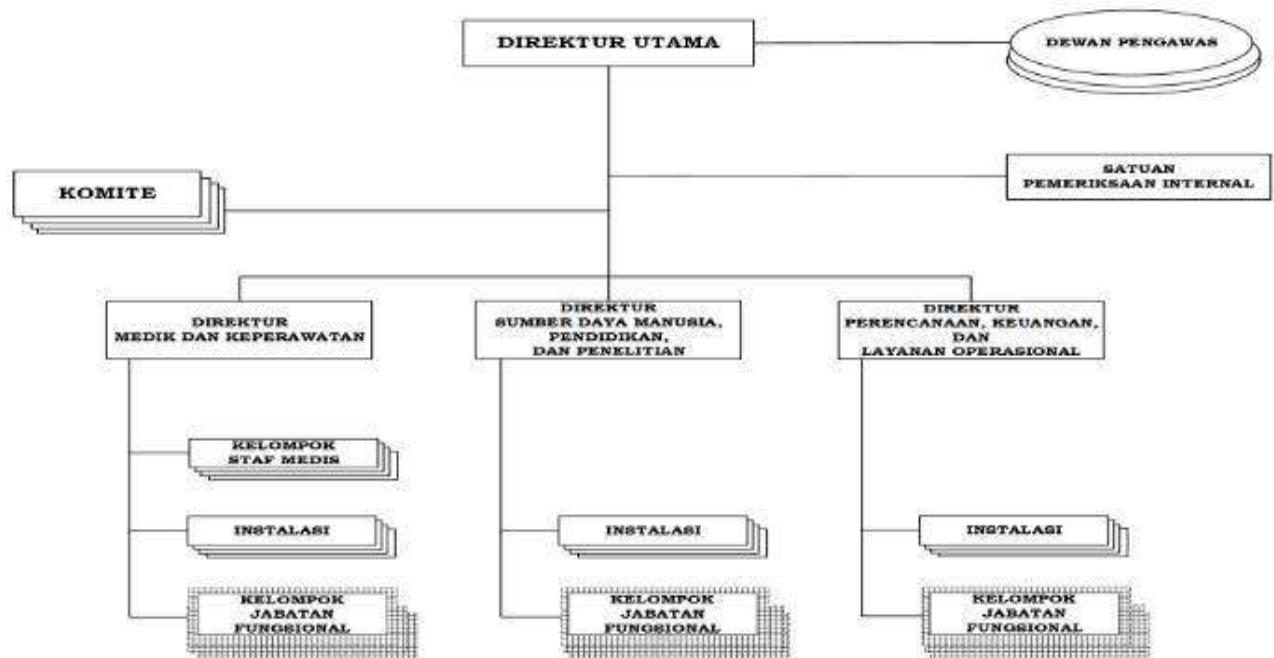 DIREKTUR UTAMA
DEWAN PENGAWAS
SATUAN
PEMERIKSAAN INTERNAL
KOMITE
DIREKTUR
MEDIK DAN KEPERAWATAN
DIREKTUR
SUMBER DAYA MANUSIA,
PENDIDIKAN,
DAN PENELITIAN
DIREKTUR
PERENCANAAN, KEUANGAN,
DAN
LAYANAN OPERASIONAL
KELOMPOK
STAF MEDIS
INSTALASI
INSTALASI
INSTALASI
KELOMPOK
JABATAN
FUNGSIONAL
KELOMPOK
JABATAN
FUNGSIONAL
KELOMPOK
JABATAN
FUNGSIONAL